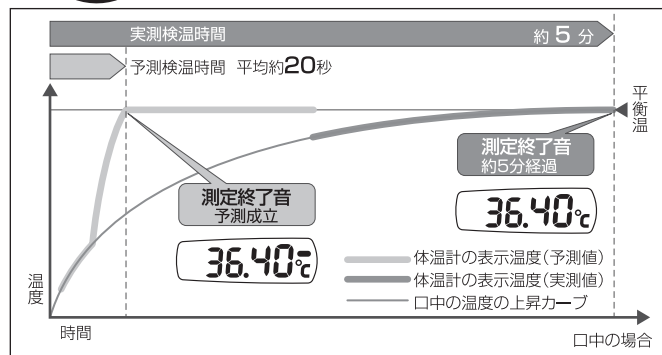 実測検温時間
約5分
予測検温時間 平均約20秒
平衡温
測定終了音
約5分経過
測定終了音
予測成立
36.40℃
36.40℃
体温計の表示温度(予測値)
体温計の表示温度(実測値)
口中の温度の上昇カーブ
温度
時間
口中の場合